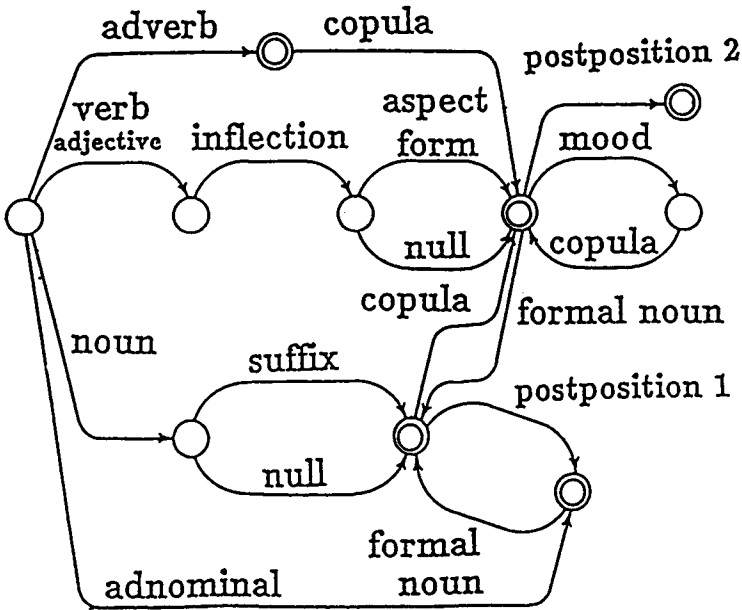 adverb
copula
postposition 2
verb
adjective
inflection
aspect
form
mood
null
copula
copula
formal noun
noun
suffix
postposition 1
null
formal
noun
adnominal